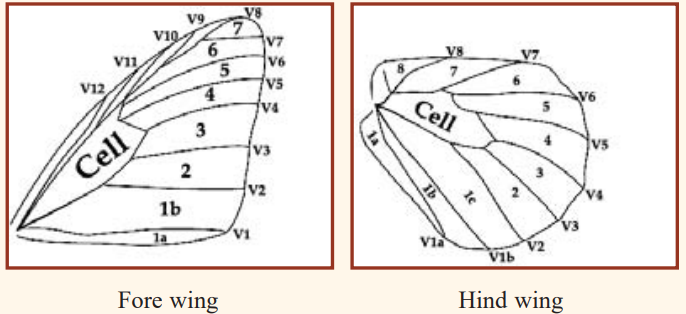 V8
V9
7
V10
V7
6
V11
V6
5
V12
V5
4
V4
3
Cell
V3
2
V2
1b
1a
V1
V8
V7
8
7
6
V6
5
Cell
1a
4
V5
3
1b
1c
2
V4
V3
V1a
V2
V1b
Fore wing
Hind wing